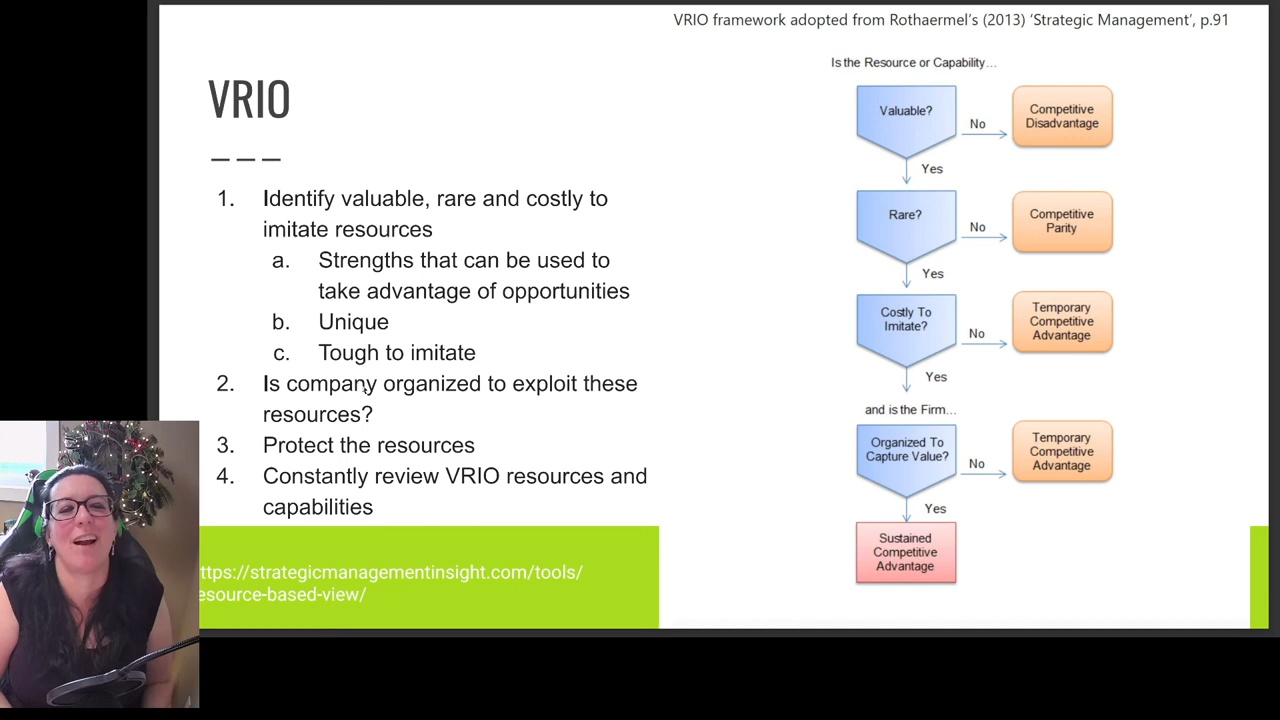 VRIO framework adopted from Rothaermel's (2013) ‘Strategic Management’, p.91
VRIO
1. Identify valuable, rare and costly to
imitate resources
a. Strengths that can be used to
take advantage of opportunities
b. Unique
c. Tough to imitate
2. Is company organized to exploit these
resources?
3. Protect the resources
4. Constantly review VRIO resources and
capabilities
ttps://strategicmanagementinsight.com/tools/
esource-based-view/
Is the Resource or Capability…
Valuable?
No
Competitive
Disadvantage
Yes
Rare?
No
Competitive
Parity
Yes
Costly To
Imitate?
No
Temporary
Competitive
Advantage
Yes
and is the Firm…
Organized To
Capture Value?
No
Temporary
Competitive
Advantage
Yes
Sustained
Competitive
Advantage